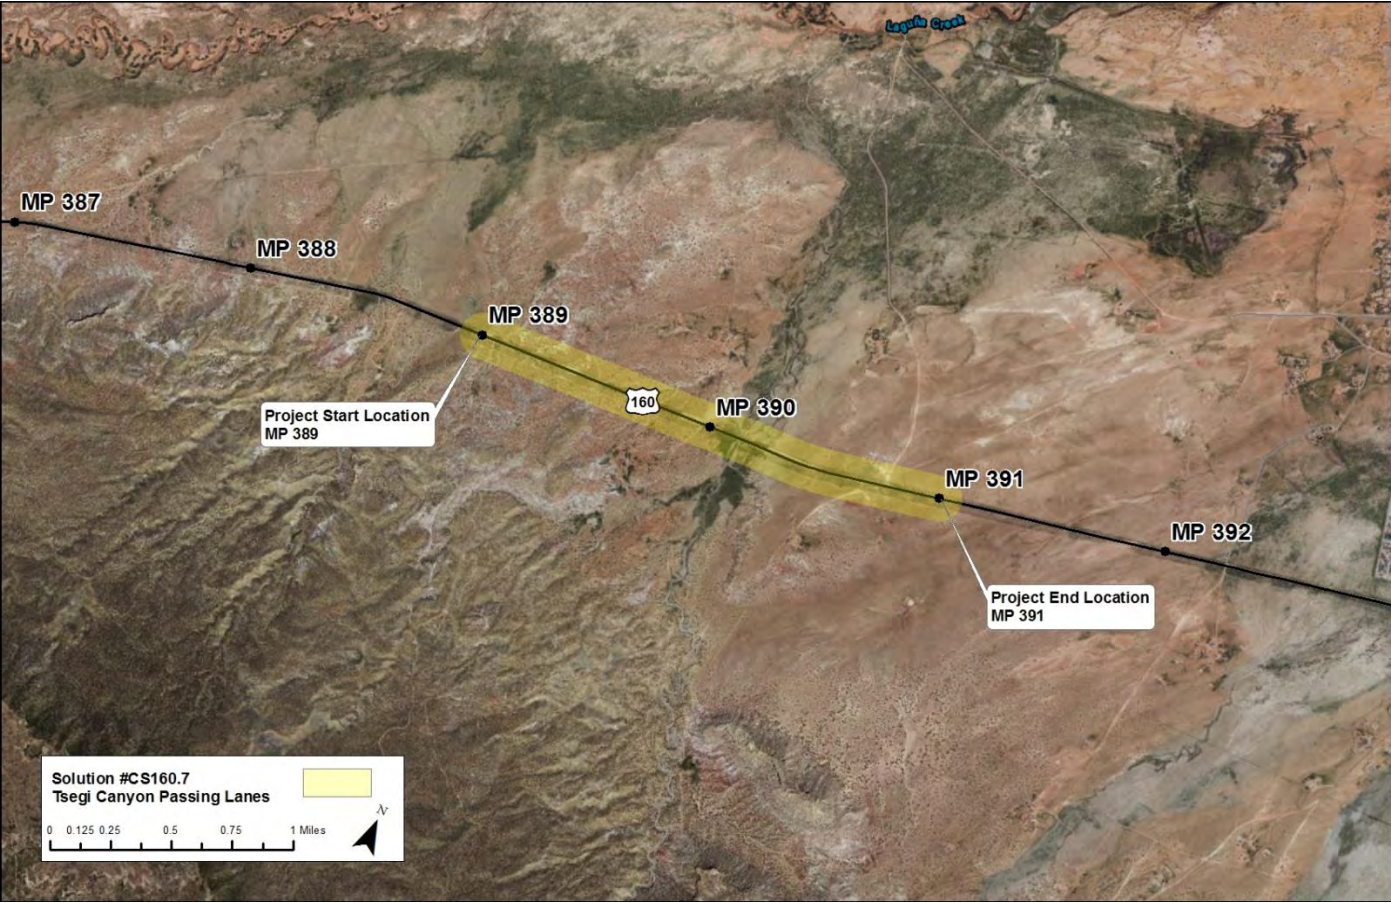 Laguna Creek
MP 387
MP 388
MP 389
Project Start Location
MP 389
160
MP 390
MP 391
MP 392
Project End Location
MP 391
Solution #CS160.7
Tsegi Canyon Passing Lanes
N
0 0.125 0.25 0.5 0.75 1 Miles